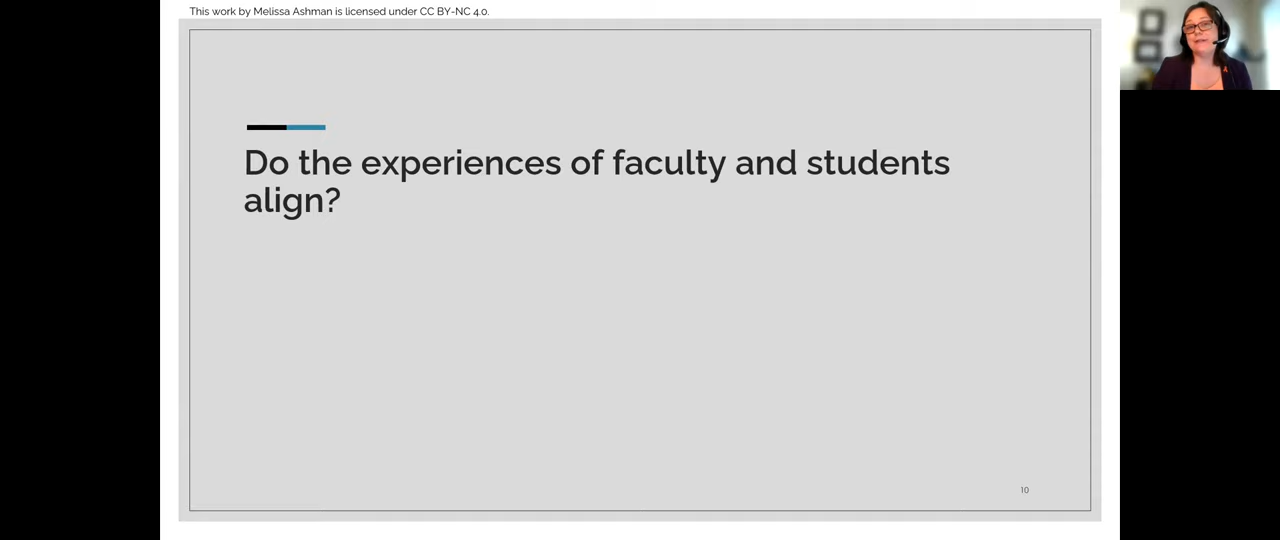 This work by Melissa Ashman is licensed under CC BY-NC 4.0.
Do the experiences of faculty and students
align?
10